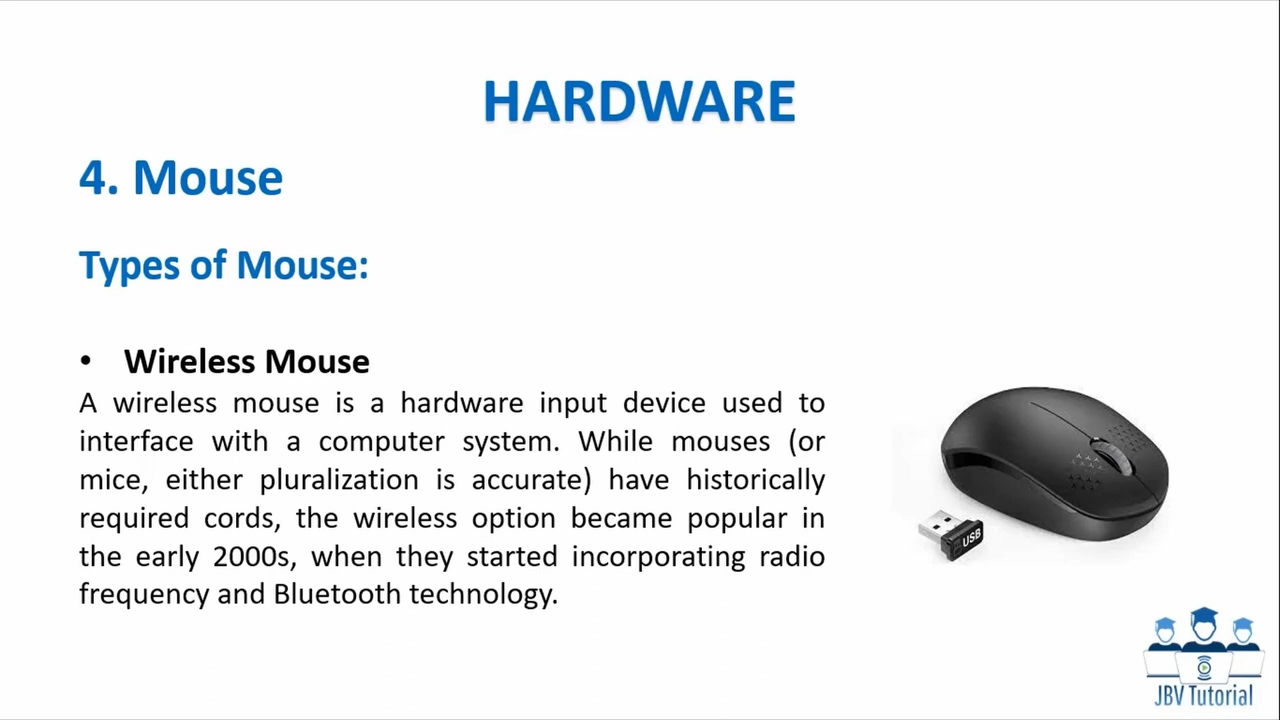 HARDWARE
4. Mouse
Types of Mouse:
• Wireless Mouse
A wireless mouse is a hardware input device used to
interface with a computer system. While mouses (or
mice, either pluralization is accurate) have historically
required cords, the wireless option became popular in
the early 2000s, when they started incorporating radio
frequency and Bluetooth technology.
USB
JBV Tutorial